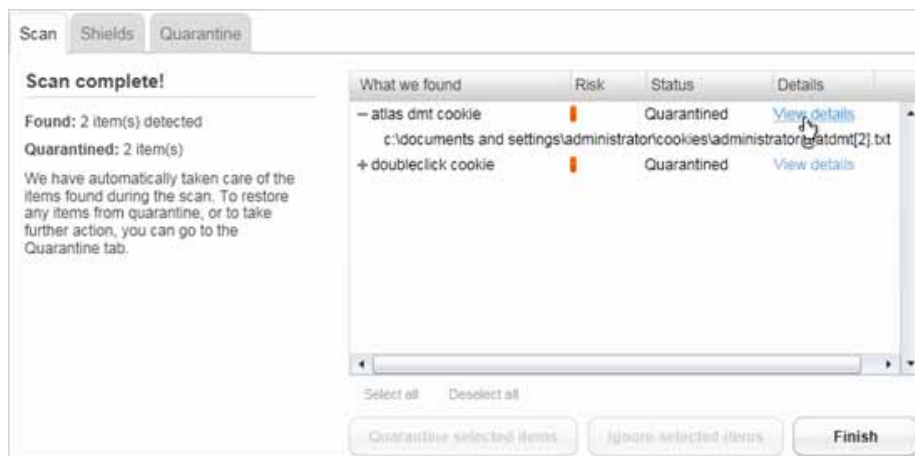 Scan Shields Quarantine
Scan complete!
Found: 2 item(s) detected
Quarantined: 2 item(s)
We have automatically taken care of the
items found during the scan. To restore
any items from quarantine, or to take
further action, you can go to the
Quarantine tab.
What we found Risk Status Details
− atlas dmt cookie Quarantined View details
c:\documents and settings\administrator\cookies\administrator@atdmt[2].txt
+ doubleclick cookie Quarantined View details
Select all Deselect all
Quarantine selected items Ignore selected items Finish